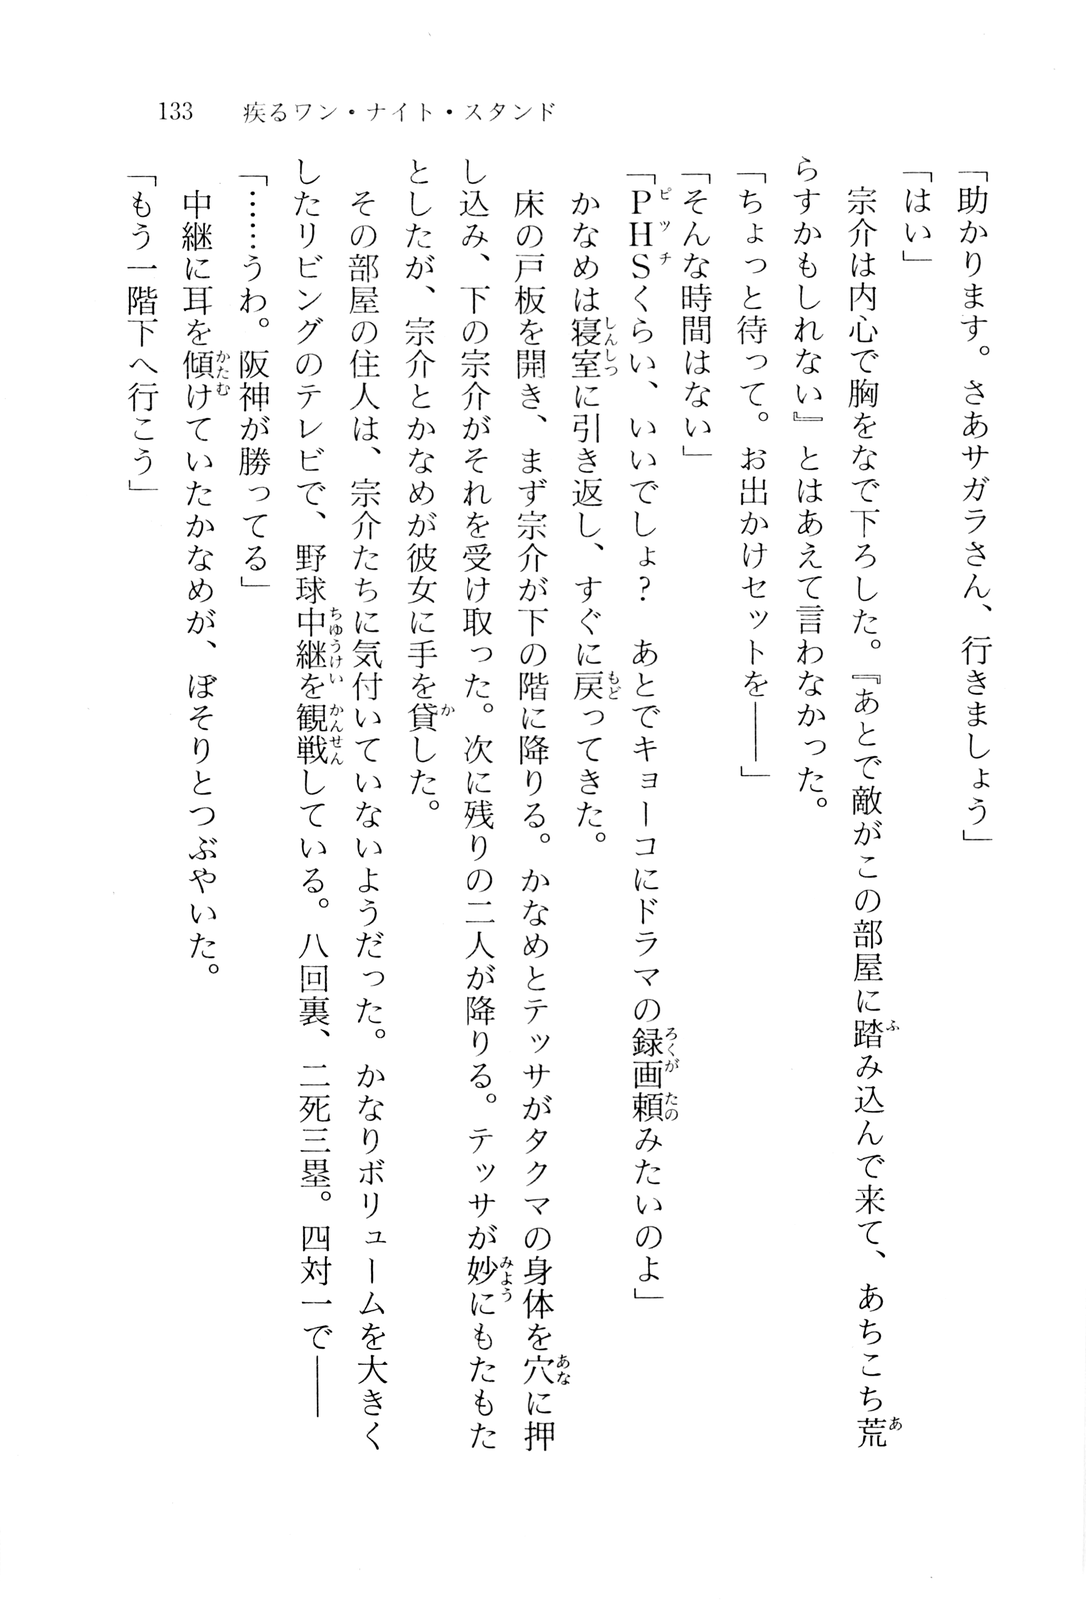 133 疾るワン・ナイト・スタンド
「助かります。さあサガラさん、行きましょう」
「はい」
　宗介は内心で胸をなで下ろした。『あとで敵がこの部屋に踏み込んで来て、あちこち荒
らすかもしれない』とはあえて言わなかった。
「ちょっと待って。お出かけセットを――」
「そんな時間はない」
「PHSくらい、いいでしょ？　あとでキョーコにドラマの録画頼みたいのよ」
　かなめは寝室に引き返し、すぐに戻ってきた。
　床の戸板を開き、まず宗介が下の階に降りる。かなめとテッサがタクマの身体を穴に押
し込み、下の宗介がそれを受け取った。次に残りの二人が降りる。テッサが妙にもたもた
としたが、宗介とかなめが彼女に手を貸した。
　その部屋の住人は、宗介たちに気付いていないようだった。かなりボリュームを大きく
したリビングのテレビで、野球中継を観戦している。八回裏、二死三塁。四対一で――
「……うわ。阪神が勝ってる」
　中継に耳を傾けていたかなめが、ぼそりとつぶやいた。
「もう一階下へ行こう」